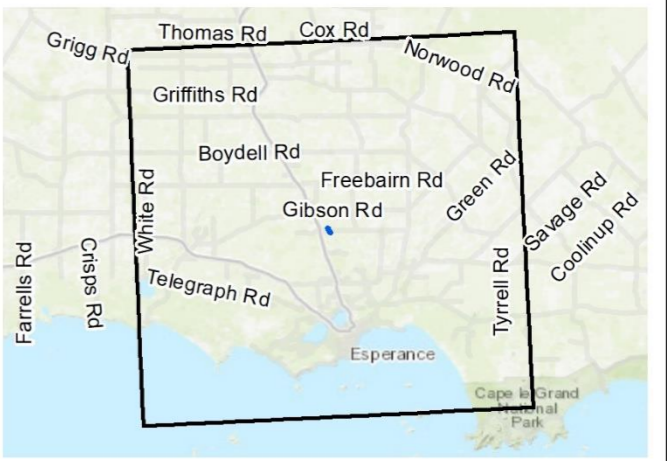 Thomas Rd
Cox Rd
Grigg Rd
Norwood Rd
Griffiths Rd
Boydell Rd
Freebairn Rd
Green Rd
Gibson Rd
White Rd
Savage Rd
Coolinup Rd
Farrells Rd
Crisps Rd
Telegraph Rd
Tyrrell Rd
Esperance
Cape le Grand
National
Park